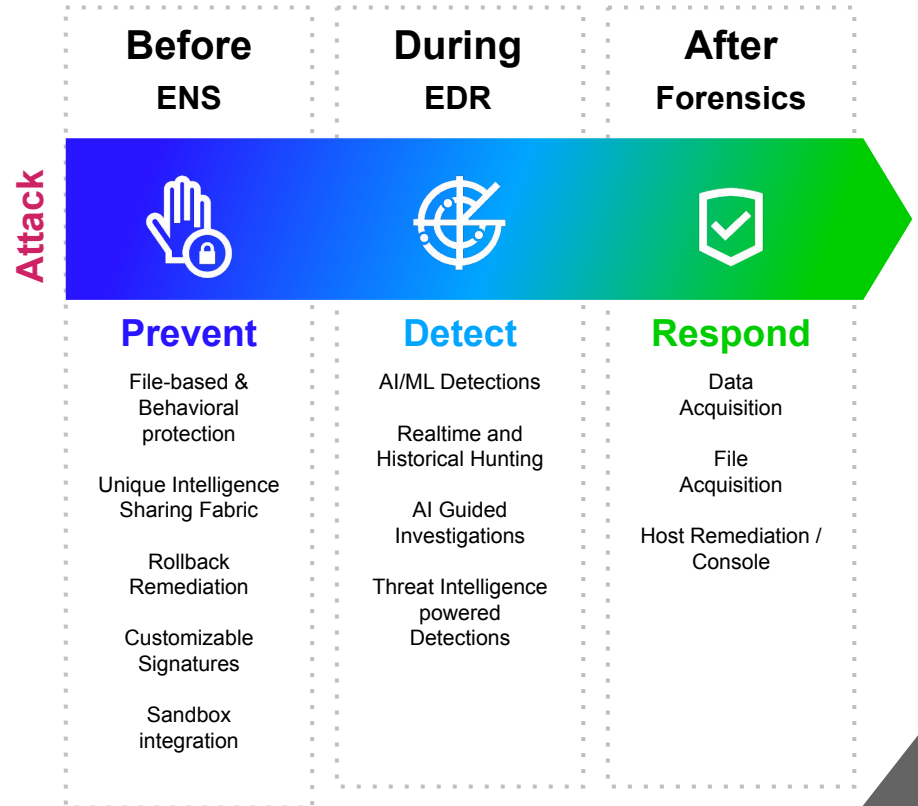 Before
ENS
During
EDR
After
Forensics
Attack
Prevent
File-based &
Behavioral
protection
Unique Intelligence
Sharing Fabric
Rollback
Remediation
Customizable
Signatures
Sandbox
integration
Detect
AI/ML Detections
Realtime and
Historical Hunting
AI Guided
Investigations
Threat Intelligence
powered
Detections
Respond
Data
Acquisition
File
Acquisition
Host Remediation /
Console